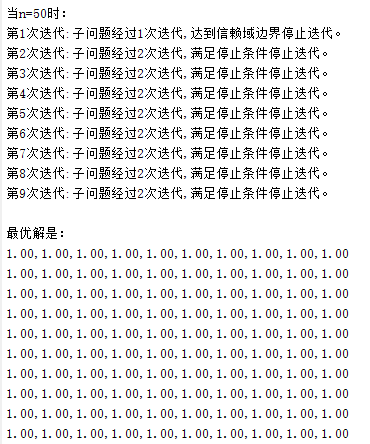 当n=50时：
第1次迭代:子问题经过1次迭代,达到信赖域边界停止迭代。
第2次迭代:子问题经过2次迭代,满足停止条件停止迭代。
第3次迭代:子问题经过2次迭代,满足停止条件停止迭代。
第4次迭代:子问题经过2次迭代,满足停止条件停止迭代。
第5次迭代:子问题经过2次迭代,满足停止条件停止迭代。
第6次迭代:子问题经过2次迭代,满足停止条件停止迭代。
第7次迭代:子问题经过2次迭代,满足停止条件停止迭代。
第8次迭代:子问题经过2次迭代,满足停止条件停止迭代。
第9次迭代:子问题经过2次迭代,满足停止条件停止迭代。
最优解是：
1.00,1.00,1.00,1.00,1.00,1.00,1.00,1.00,1.00,1.00
1.00,1.00,1.00,1.00,1.00,1.00,1.00,1.00,1.00,1.00
1.00,1.00,1.00,1.00,1.00,1.00,1.00,1.00,1.00,1.00
1.00,1.00,1.00,1.00,1.00,1.00,1.00,1.00,1.00,1.00
1.00,1.00,1.00,1.00,1.00,1.00,1.00,1.00,1.00,1.00
1.00,1.00,1.00,1.00,1.00,1.00,1.00,1.00,1.00,1.00
1.00,1.00,1.00,1.00,1.00,1.00,1.00,1.00,1.00,1.00
1.00,1.00,1.00,1.00,1.00,1.00,1.00,1.00,1.00,1.00
1.00,1.00,1.00,1.00,1.00,1.00,1.00,1.00,1.00,1.00
1.00,1.00,1.00,1.00,1.00,1.00,1.00,1.00,1.00,1.00